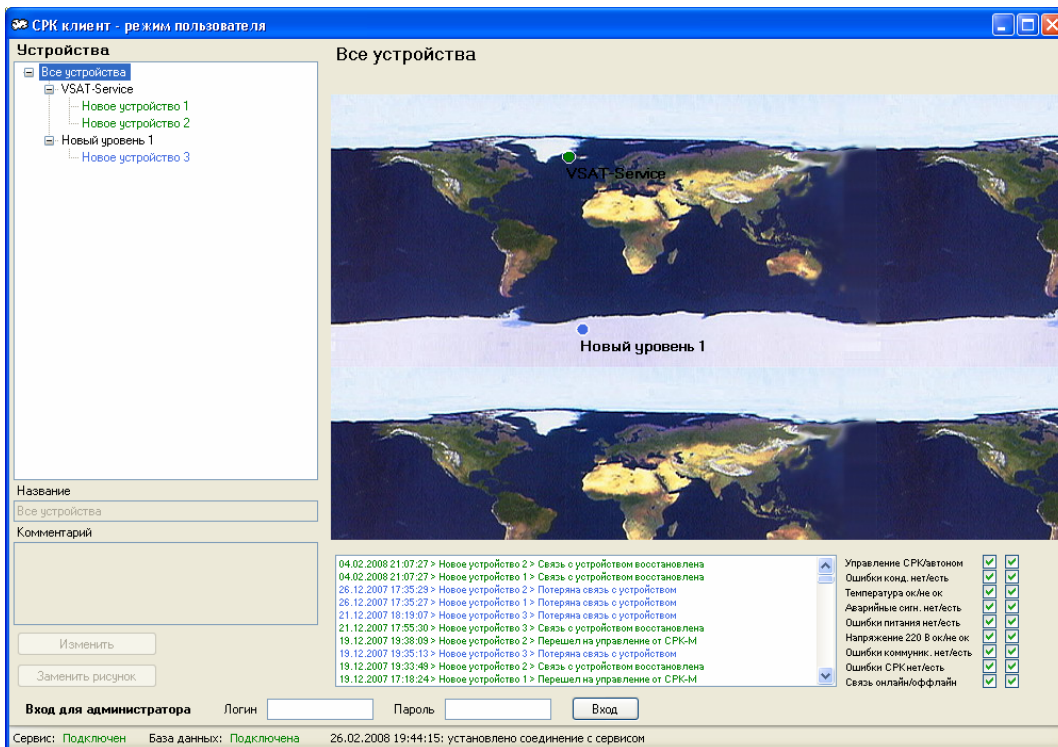 СРК клиент - режим пользователя
Устройства
Все устройства
VSAT-Service
Новое устройство 1
Новое устройство 2
Новый уровень 1
Новое устройство 3
Название
Все устройства
Комментарий
Изменить
Заменить рисунок
Все устройства
VSAT-Service
Новый уровень 1
04.02.2008 21:07:27 > Новое устройство 2 > Связь с устройством восстановлена
04.02.2008 21:07:27 > Новое устройство 1 > Связь с устройством восстановлена
26.12.2007 17:35:29 > Новое устройство 2 > Потеряна связь с устройством
26.12.2007 17:35:27 > Новое устройство 1 > Потеряна связь с устройством
21.12.2007 18:19:07 > Новое устройство 3 > Потеряна связь с устройством
21.12.2007 17:55:30 > Новое устройство 3 > Связь с устройством восстановлена
19.12.2007 19:38:09 > Новое устройство 2 > Перешел на управление от СРК-М
19.12.2007 19:35:13 > Новое устройство 3 > Потеряна связь с устройством
19.12.2007 19:33:49 > Новое устройство 2 > Связь с устройством восстановлена
19.12.2007 17:18:24 > Новое устройство 1 > Перешел на управление от СРК-М
Управление СРК/автоном
Ошибки конд. нет/есть
Температура ок/не ок
Аварийные сигн. нет/есть
Ошибки питания нет/есть
Напряжение 220 В ок/не ок
Ошибки коммуник. нет/есть
Ошибки СРК нет/есть
Связь онлайн/оффлайн
Вход для администратора Логин Пароль Вход
Сервис: Подключен База данных: Подключена 26.02.2008 19:44:15: установлено соединение с сервисом